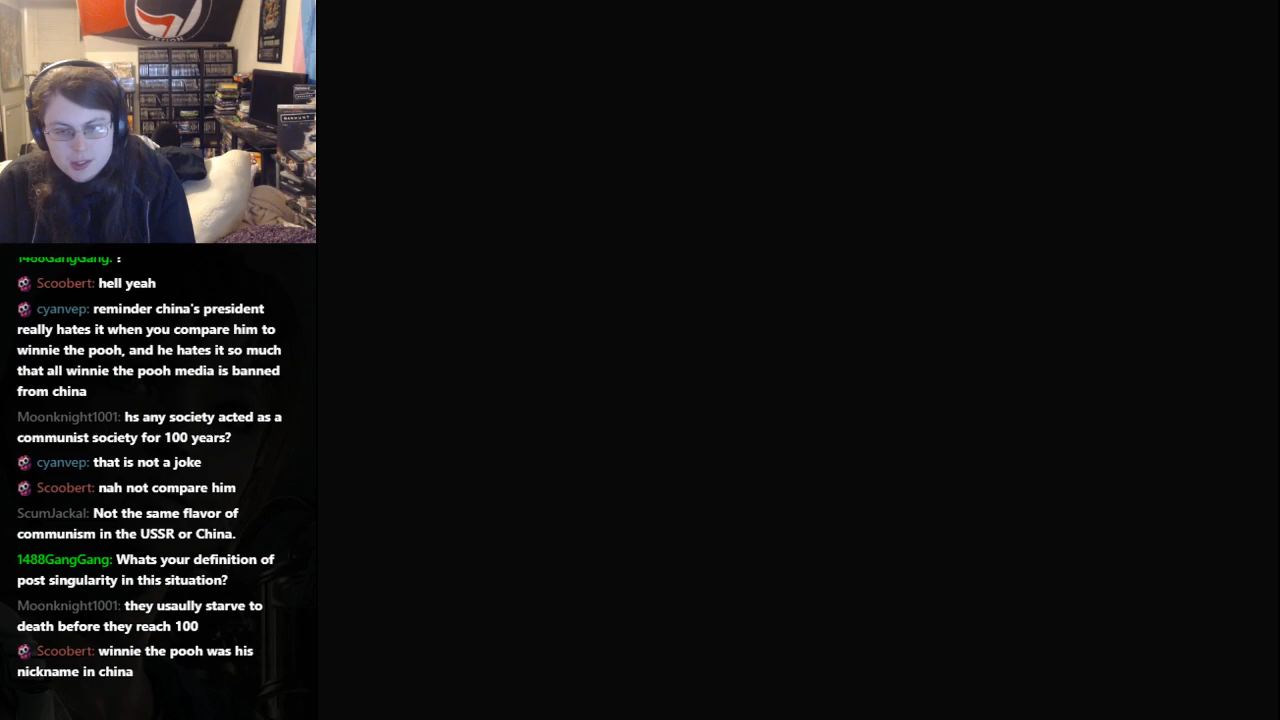 ACTION
1488GangGang: :
Scoobert: hell yeah
cyanvep: reminder china's president
really hates it when you compare him to
winnie the pooh, and he hates it so much
that all winnie the pooh media is banned
from china
Moonknight1001: hs any society acted as a
communist society for 100 years?
cyanvep: that is not a joke
Scoobert: nah not compare him
ScumJackal: Not the same flavor of
communism in the USSR or China.
1488GangGang: Whats your definition of
post singularity in this situation?
Moonknight1001: they usaully starve to
death before they reach 100
Scoobert: winnie the pooh was his
nickname in china